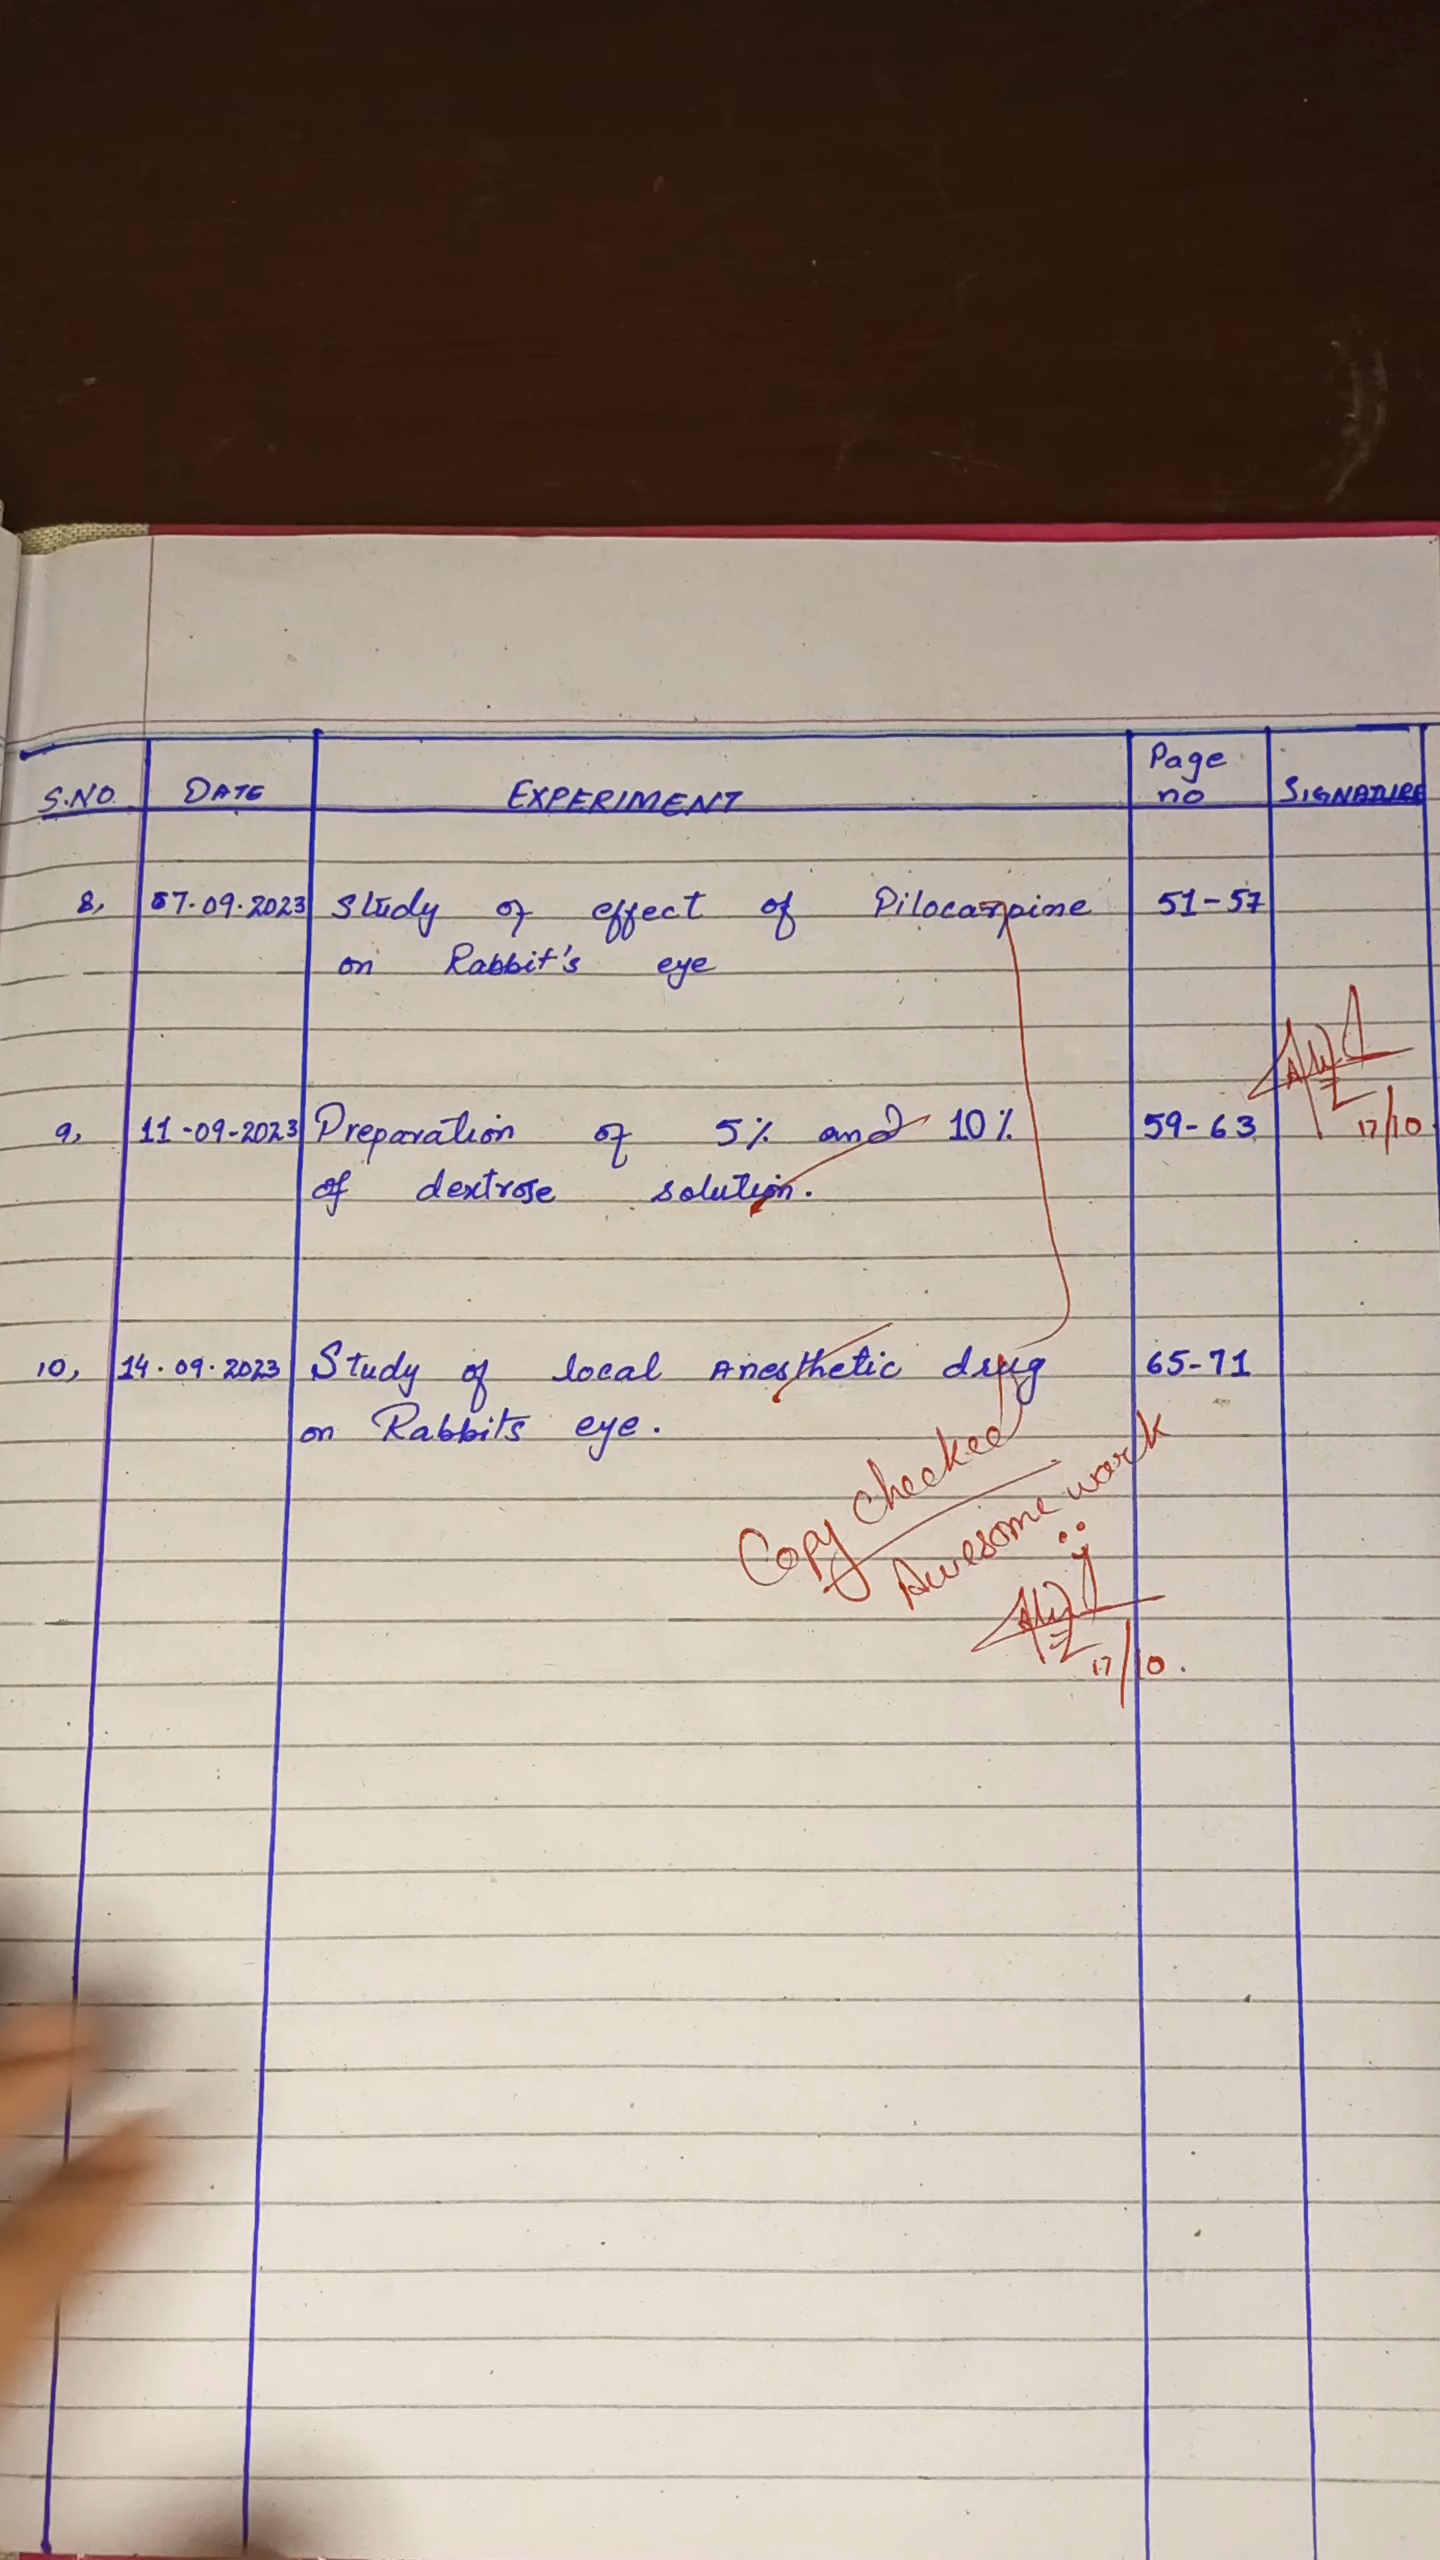 S.NO. DATE EXPERIMENT Page no SIGNATURE
8, 07.09.2023 Study of effect of Pilocarpine 51-57
on Rabbit's eye
17/10
9, 11-09-2023 Preparation of 5% and 10% 59-63
of dextrose solution.
10, 14.09.2023 Study of local Anesthetic drug 65-71
on Rabbits eye.
Copy checked
Awesome work
17/10.